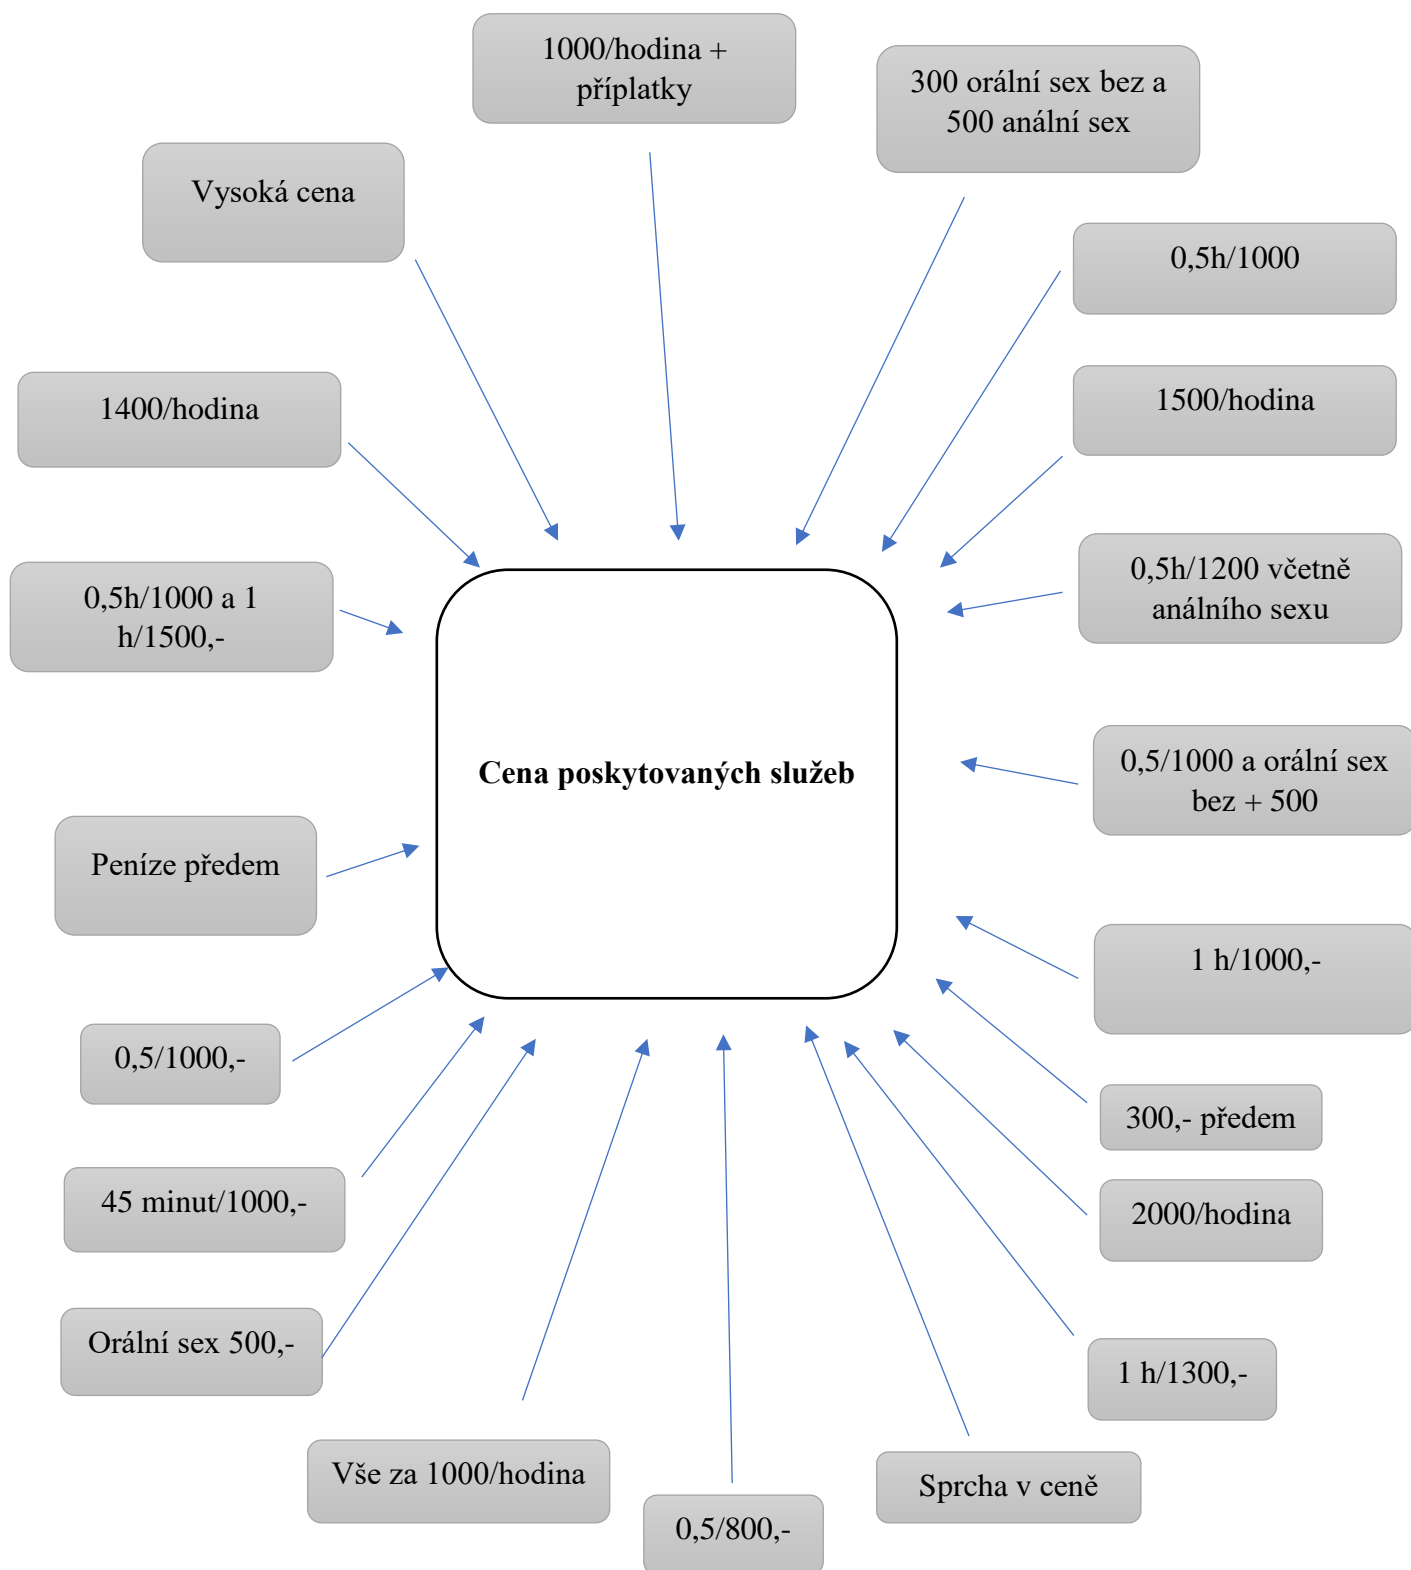 1000/hodina +
příplatky
300 orální sex bez a
500 anální sex
Vysoká cena
0,5h/1000
1400/hodina
1500/hodina
0,5h/1000 a 1
h/1500,-
0,5h/1200 včetně
análního sexu
Cena poskytovaných služeb
0,5/1000 a orální sex
bez + 500
Peníze předem
1 h/1000,-
0,5/1000,-
300,- předem
45 minut/1000,-
2000/hodina
Orální sex 500,-
1 h/1300,-
Vše za 1000/hodina
Sprcha v ceně
0,5/800,-